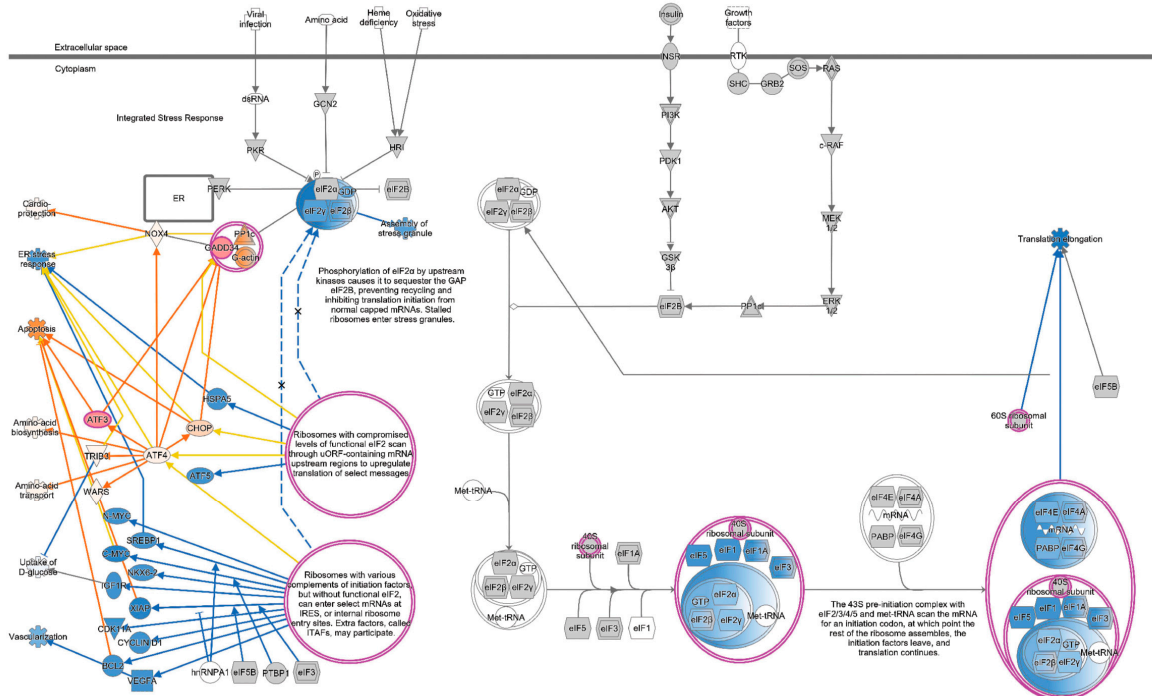 Viral
infection
Amino acid
Heme
deficiency
Oxidative
stress
Insulin
Growth
factors
Extracellular space
Cytoplasm
INSR
RTK
SHC
GRB2
SOS
RAS
dsRNA
GCN2
Integrated Stress Response
PKR
HRI
PI3K
c-RAF
PDK1
PERK
P
eIF2α
GDP
eIF2γ
eIF2β
eIF2B
ER
eIF2α
GDP
eIF2γ
eIF2β
AKT
MEK
1/2
Cardio-
protection
NOX4
PP1c
GADD34
G-actin
Assembly of
stress granule
Translation elongation
ER stress
response
GSK
3β
Phosphorylation of eIF2α by upstream
kinases causes it to sequester the GAP
eIF2B, preventing recycling and
inhibiting translation initiation from
normal capped mRNAs. Stalled
ribosomes enter stress granules.
eIF2B
PP1c
ERK
1/2
Apoptosis
HSPA5
GTP
eIF2α
eIF2γ
eIF2β
eIF5B
ATF3
CHOP
60S ribosomal
subunit
Amino-acid
biosynthesis
TRIB3
ATF4
Ribosomes with compromised
levels of functional eIF2 scan
through uORF-containing mRNA
upstream regions to upregulate
translation of select messages
ATF5
Amino-acid
transport
WARS
Met-tRNA
eIF4E
eIF4A
mRNA
PABP
eIF4G
N-MYC
SREBP1
C-MYC
NKX6-2
Uptake of
D-glucose
IGF1R
XIAP
CDK11A
CYCLIN D1
Vascularization
BCL2
VEGFA
Ribosomes with various
complements of initiation factors,
but without functional eIF2,
can enter select mRNAs at
IRES, or internal ribosome
entry sites. Extra factors, called
ITAFs, may participate.
hnRNPA1
eIF5B
PTBP1
eIF3
eIF2α
GTP
eIF2β
eIF2γ
Met-tRNA
40S
ribosomal
subunit
eIF1A
eIF5
eIF3
eIF1
40S
ribosomal subunit
eIF5
eIF1
eIF1A
eIF3
eIF2α
GTP
eIF2β
eIF2γ
Met-tRNA
The 43S pre-initiation complex with
eIF2/3/4/5 and met-tRNA scan the mRNA
for an initiation codon, at which point the
rest of the ribosome assembles, the
initiation factors leave, and
translation continues.
eIF4E
eIF4A
mRNA
PABP
eIF4G
40S
ribosomal subunit
eIF5
eIF1
eIF1A
eIF3
eIF2α
GTP
eIF2β
eIF2γ
Met-tRNA